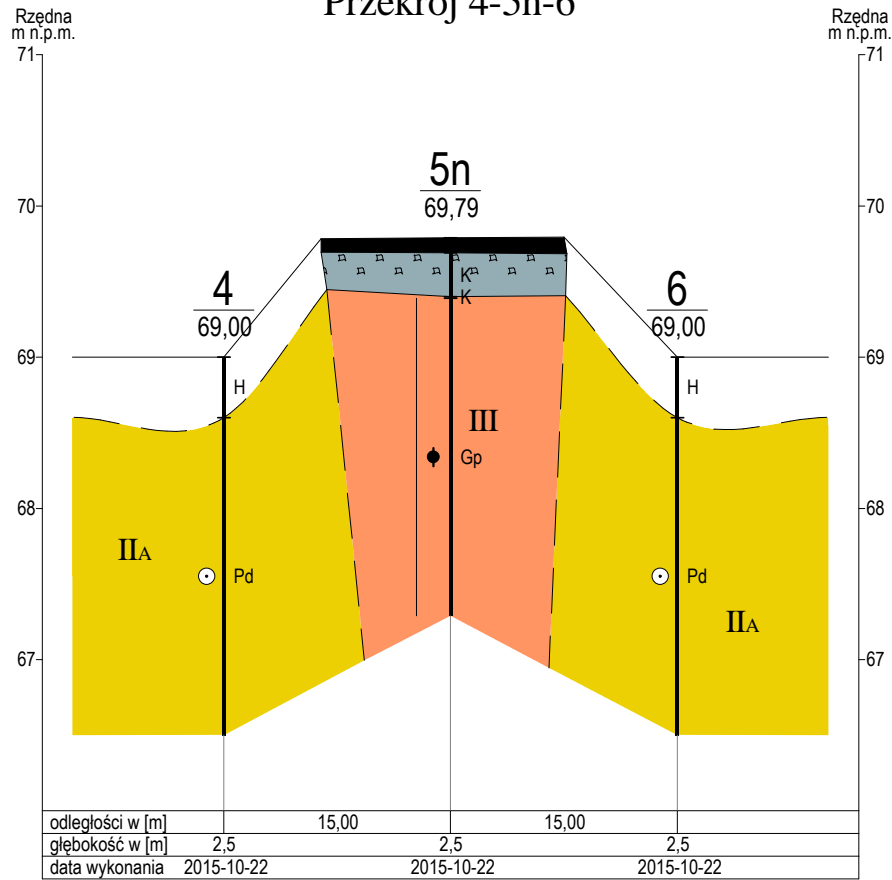 Przekrój 4-5n-6
Rzędna
m n.p.m.
Rzędna
m n.p.m.
71
71
5n
69,79
70
70
4
69,00
6
69,00
K
K
69
69
H
H
III
Gp
68
68
IIA
Pd
Pd
IIA
67
67
odległości w [m] 15,00 15,00
głębokość w [m] 2,5 2,5 2,5
data wykonania 2015-10-22 2015-10-22 2015-10-22